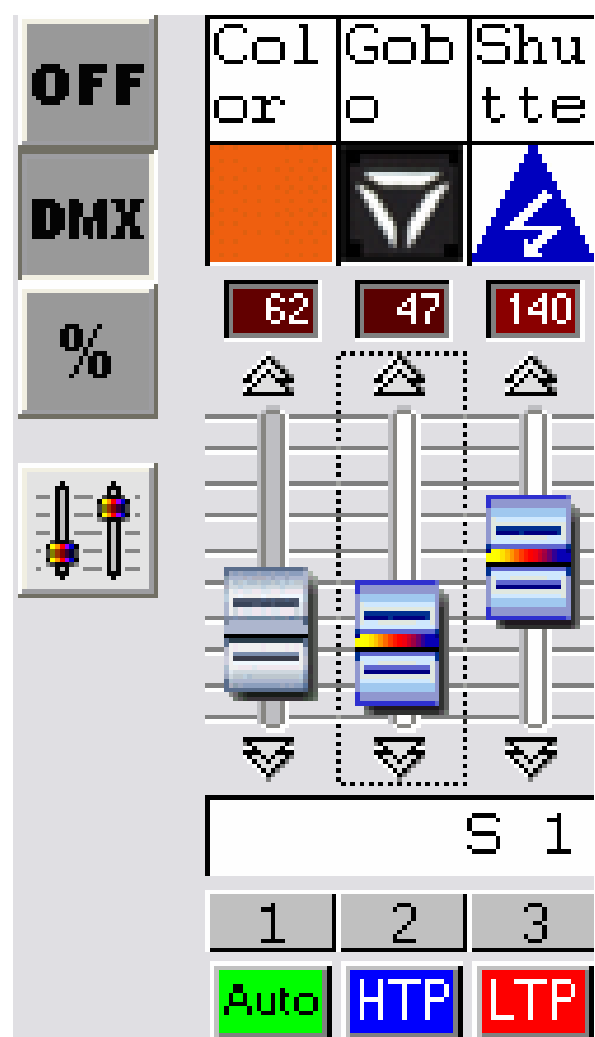 OFF
DMX
%
Col
or
Gob
o
Shu
tte
62 47 140
S 1
1 2 3
Auto HTP LTP